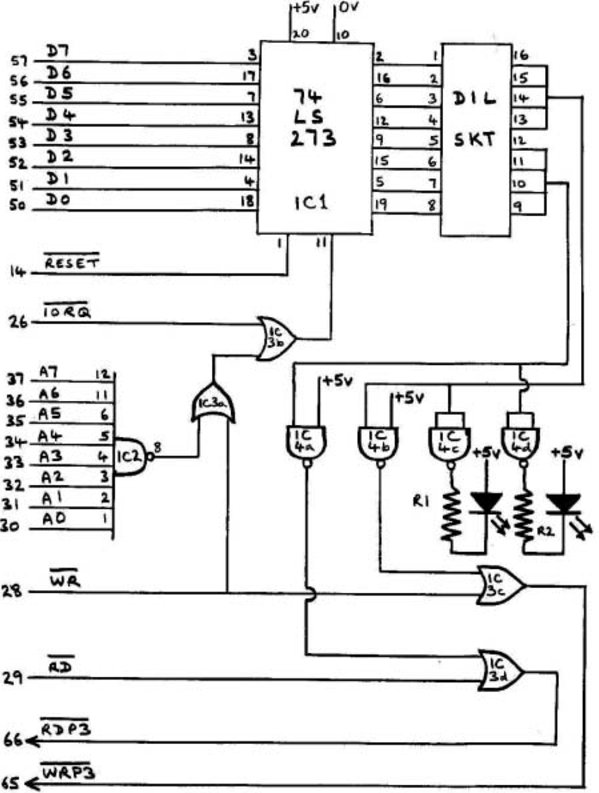 +5v 0v
20 10
57 D7 3 2 1 16
56 D6 17 16 2 15
55 D5 7 74 6 3 DIL 14
54 D4 13 LS 12 4 13
53 D3 8 273 9 5 SKT 12
52 D2 14 15 6 11
51 D1 4 5 7 10
50 D0 18 IC1 19 8 9
1 11
14 RESET
26 IORQ
IC 3b
37 A7 12
36 A6 11
35 A5 6
34 A4 5
33 A3 4
32 A2 3
31 A1 2
30 A0 1
IC2 8
IC3a
+5v +5v
IC 4a
IC 4b
IC 4c
IC 4d
+5v +5v
R1 R2
28 WR
IC 3c
29 RD
IC 3d
66 RDP3
65 WRP3